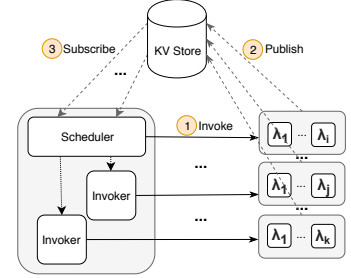 KV Store
3 Subscribe
2 Publish
...
1 Invoke
Scheduler
λ1 ... λi
...
...
Invoker
λ1 ... λj
...
...
Invoker
λ1 ... λk